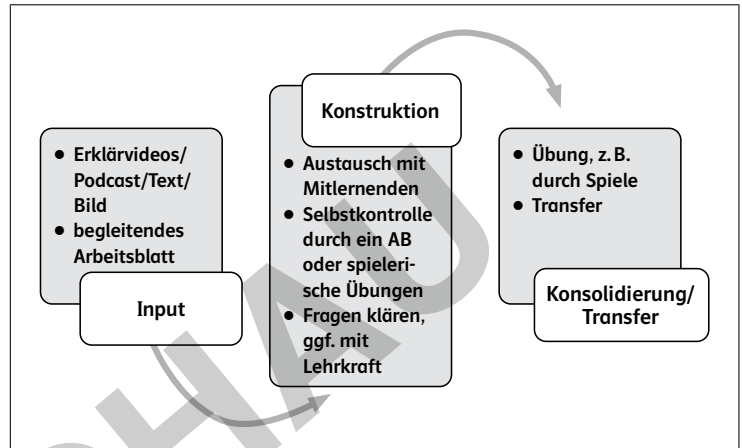 • Erklärvideos/
Podcast/Text/
Bild
• begleitendes
Arbeitsblatt
Input
Konstruktion
• Austausch mit
Mitlernenden
• Selbstkontrolle
durch ein AB
oder spieleri-
sche Übungen
• Fragen klären,
ggf. mit
Lehrkraft
• Übung, z. B.
durch Spiele
• Transfer
Konsolidierung/
Transfer
HAU